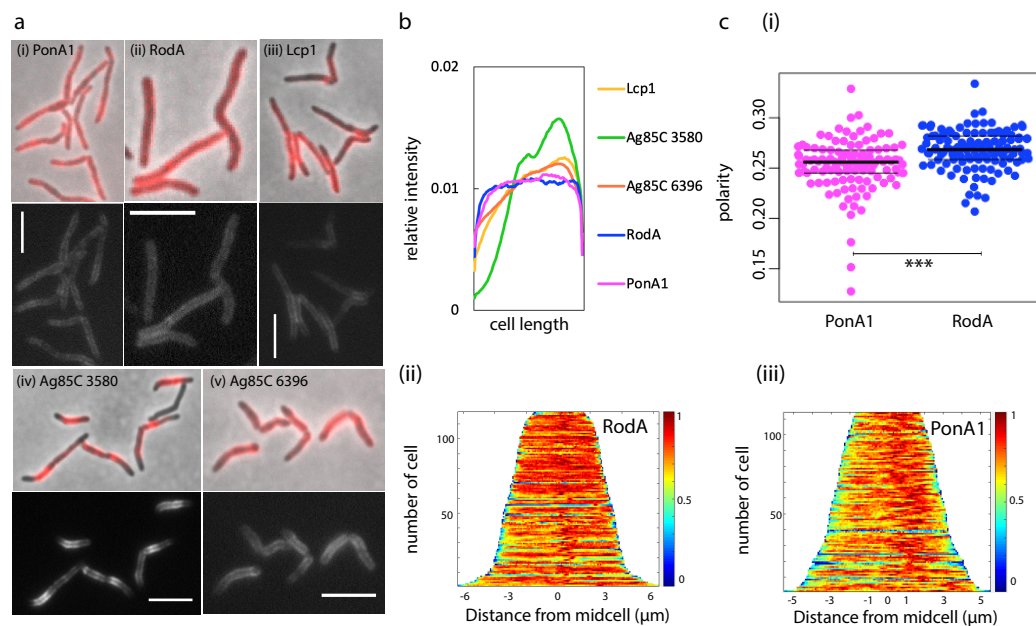 a
(i) PonA1
(ii) RodA
(iii) Lcp1
(iv) Ag85C 3580
(v) Ag85C 6396
b
0.02
0.01
0
relative intensity
cell length
Lcp1
Ag85C 3580
Ag85C 6396
RodA
PonA1
c
(i)
0.30
0.25
0.20
0.15
polarity
***
PonA1
RodA
(ii)
RodA
100
50
number of cell
-6
-3
0
3
6
Distance from midcell (μm)
1
0.5
0
(iii)
PonA1
100
50
number of cell
-5
-3
-1
0
1
3
5
Distance from midcell (μm)
1
0.5
0